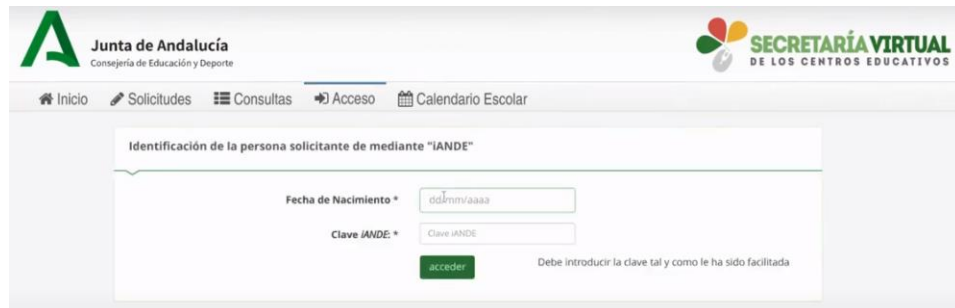 Junta de Andalucía
Consejería de Educación y Deporte
SECRETARÍA VIRTUAL
DE LOS CENTROS EDUCATIVOS
Inicio Solicitudes Consultas Acceso Calendario Escolar
Identificación de la persona solicitante de mediante "iANDE"
Fecha de Nacimiento * dd/mm/aaaa
Clave iANDE: * Clave iANDE
acceder Debe introducir la clave tal y como le ha sido facilitada